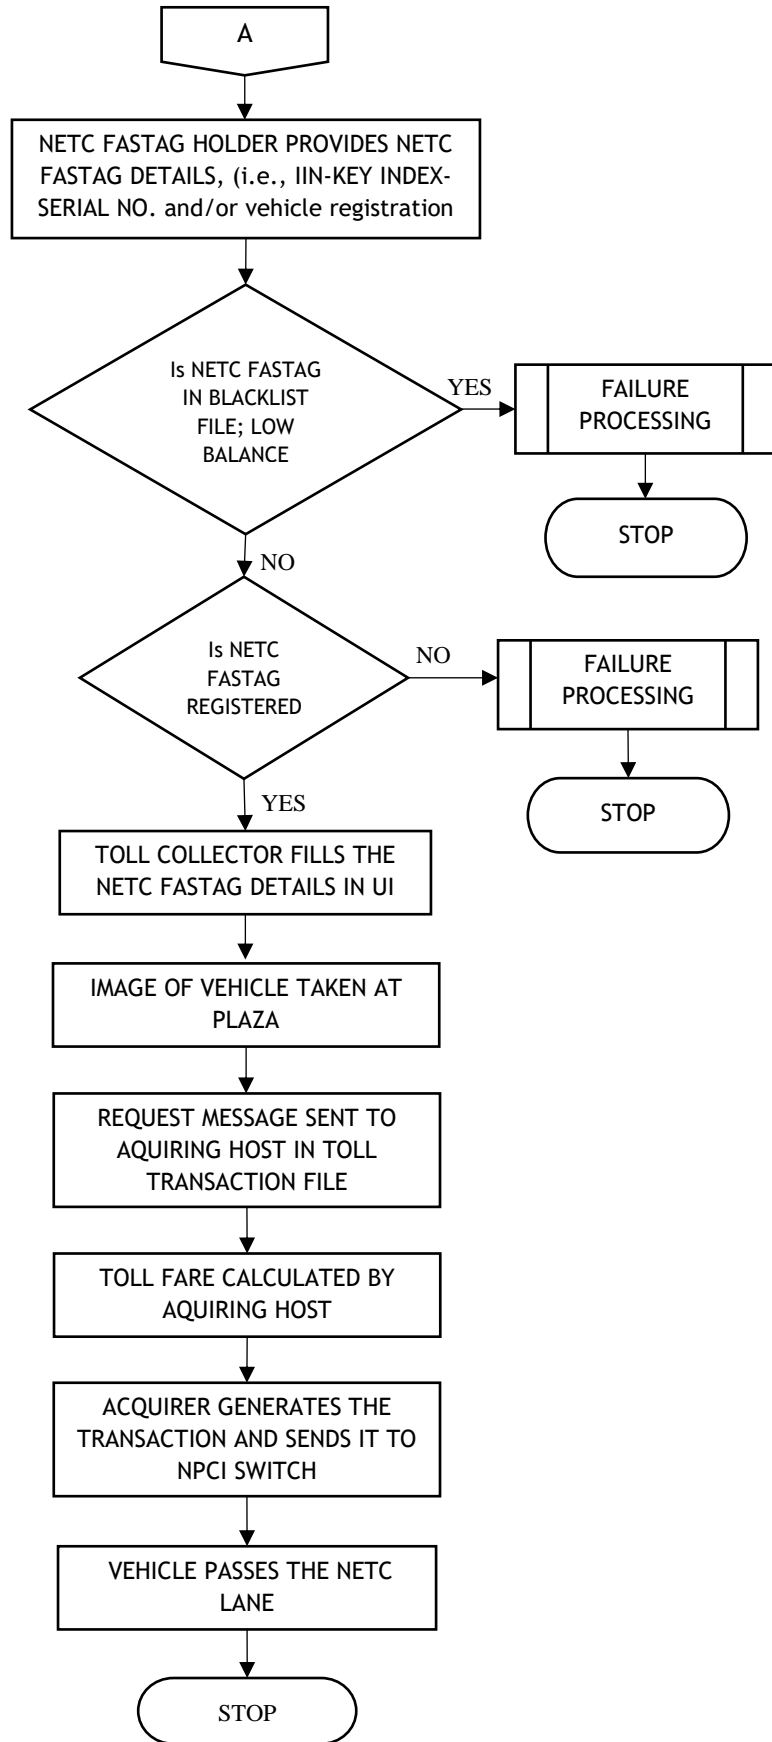 A
NETC FASTAG HOLDER PROVIDES NETC
FASTAG DETAILS, (i.e., IIN-KEY INDEX-
SERIAL NO. and/or vehicle registration
Is NETC FASTAG
IN BLACKLIST
FILE; LOW
BALANCE
YES
FAILURE
PROCESSING
STOP
NO
Is NETC
FASTAG
REGISTERED
NO
FAILURE
PROCESSING
STOP
YES
TOLL COLLECTOR FILLS THE
NETC FASTAG DETAILS IN UI
IMAGE OF VEHICLE TAKEN AT
PLAZA
REQUEST MESSAGE SENT TO
AQUIRING HOST IN TOLL
TRANSACTION FILE
TOLL FARE CALCULATED BY
AQUIRING HOST
ACQUIRER GENERATES THE
TRANSACTION AND SENDS IT TO
NPCI SWITCH
VEHICLE PASSES THE NETC
LANE
STOP